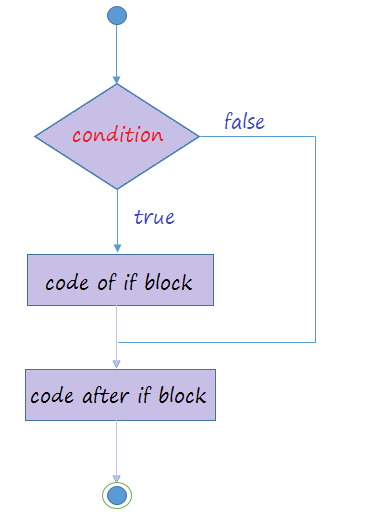 condition
false
true
code of if block
code after if block